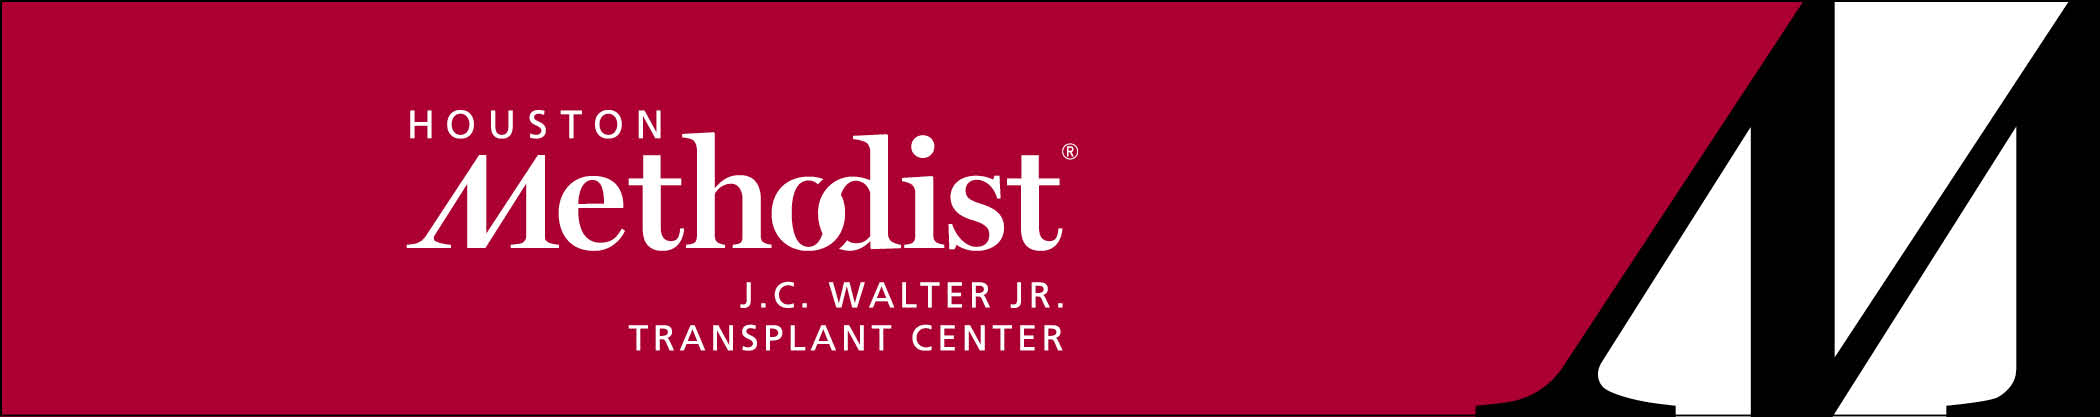 HOUSTON
Methodist®
J.C. WALTER JR.
TRANSPLANT CENTER
M